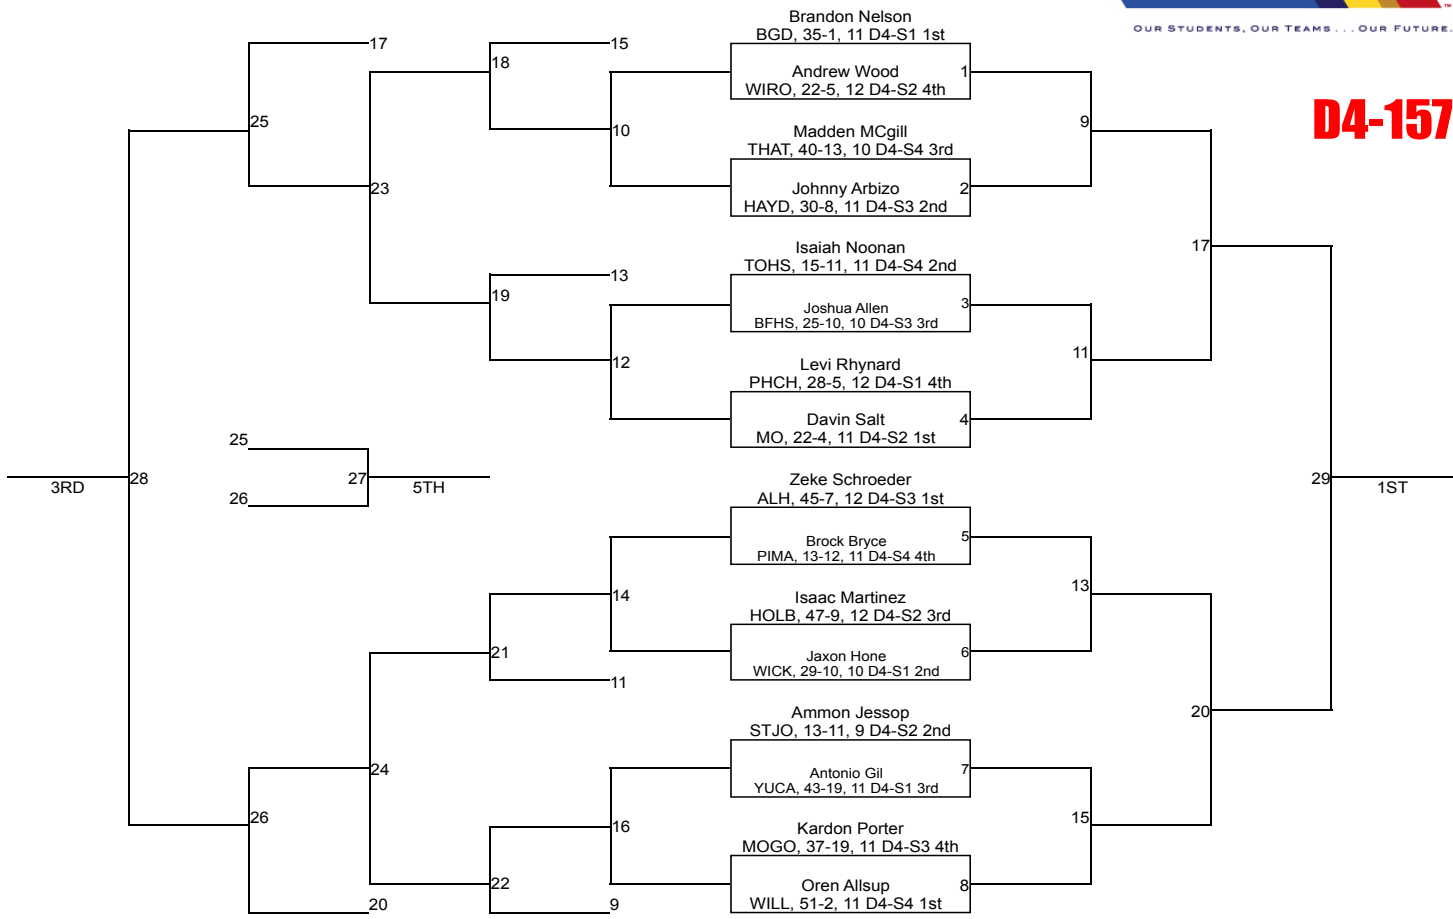 OUR STUDENTS, OUR TEAMS . . . OUR FUTURE.
™
D4-157
Brandon Nelson
BGD, 35-1, 11 D4-S1 1st
Andrew Wood
WIRO, 22-5, 12 D4-S2 4th
1
Madden MCgill
THAT, 40-13, 10 D4-S4 3rd
Johnny Arbizo
HAYD, 30-8, 11 D4-S3 2nd
2
Isaiah Noonan
TOHS, 15-11, 11 D4-S4 2nd
Joshua Allen
BFHS, 25-10, 10 D4-S3 3rd
3
Levi Rhynard
PHCH, 28-5, 12 D4-S1 4th
Davin Salt
MO, 22-4, 11 D4-S2 1st
4
Zeke Schroeder
ALH, 45-7, 12 D4-S3 1st
Brock Bryce
PIMA, 13-12, 11 D4-S4 4th
5
Isaac Martinez
HOLB, 47-9, 12 D4-S2 3rd
Jaxon Hone
WICK, 29-10, 10 D4-S1 2nd
6
Ammon Jessop
STJO, 13-11, 9 D4-S2 2nd
Antonio Gil
YUCA, 43-19, 11 D4-S1 3rd
7
Kardon Porter
MOGO, 37-19, 11 D4-S3 4th
Oren Allsup
WILL, 51-2, 11 D4-S4 1st
8
9
11
13
15
17
20
29
1ST
15
10
13
12
14
11
16
9
18
19
21
22
17
23
24
20
25
26
25
26
27
5TH
28
3RD